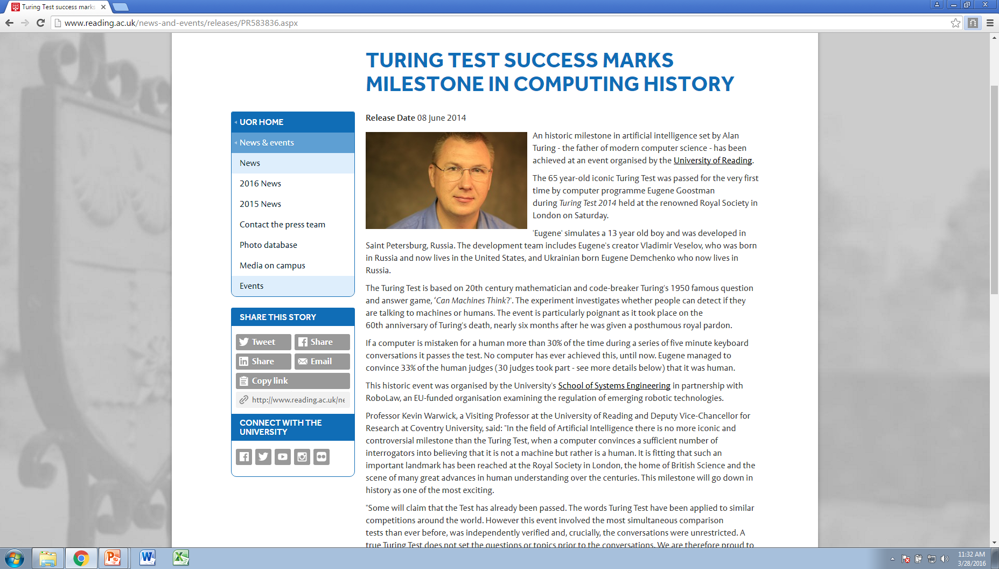 Turing Test success marks
www.reading.ac.uk/news-and-events/releases/PR583836.aspx
TURING TEST SUCCESS MARKS
MILESTONE IN COMPUTING HISTORY
UOR HOME
News & events
News
2016 News
2015 News
Contact the press team
Photo database
Media on campus
Events
SHARE THIS STORY
Tweet
Share
Share
Email
Copy link
http://www.reading.ac.uk/ne
CONNECT WITH THE
UNIVERSITY
Release Date 08 June 2014
An historic milestone in artificial intelligence set by Alan
Turing - the father of modern computer science - has been
achieved at an event organised by the University of Reading.
The 65 year-old iconic Turing Test was passed for the very first
time by computer programme Eugene Goostman
during Turing Test 2014 held at the renowned Royal Society in
London on Saturday.
'Eugene' simulates a 13 year old boy and was developed in
Saint Petersburg, Russia. The development team includes Eugene's creator Vladimir Veselov, who was born
in Russia and now lives in the United States, and Ukrainian born Eugene Demchenko who now lives in
Russia.
The Turing Test is based on 20th century mathematician and code-breaker Turing's 1950 famous question
and answer game, ‘Can Machines Think?'. The experiment investigates whether people can detect if they
are talking to machines or humans. The event is particularly poignant as it took place on the
60th anniversary of Turing's death, nearly six months after he was given a posthumous royal pardon.
If a computer is mistaken for a human more than 30% of the time during a series of five minute keyboard
conversations it passes the test. No computer has ever achieved this, until now. Eugene managed to
convince 33% of the human judges (30 judges took part - see more details below) that it was human.
This historic event was organised by the University's School of Systems Engineering in partnership with
RoboLaw, an EU-funded organisation examining the regulation of emerging robotic technologies.
Professor Kevin Warwick, a Visiting Professor at the University of Reading and Deputy Vice-Chancellor for
Research at Coventry University, said: "In the field of Artificial Intelligence there is no more iconic and
controversial milestone than the Turing Test, when a computer convinces a sufficient number of
interrogators into believing that it is not a machine but rather is a human. It is fitting that such an
important landmark has been reached at the Royal Society in London, the home of British Science and the
scene of many great advances in human understanding over the centuries. This milestone will go down in
history as one of the most exciting.
"Some will claim that the Test has already been passed. The words Turing Test have been applied to similar
competitions around the world. However this event involved the most simultaneous comparison
tests than ever before, was independently verified and, crucially, the conversations were unrestricted. A
true Turing Test does not set the questions or topics prior to the conversations. We are therefore proud to
11:32 AM
3/28/2016